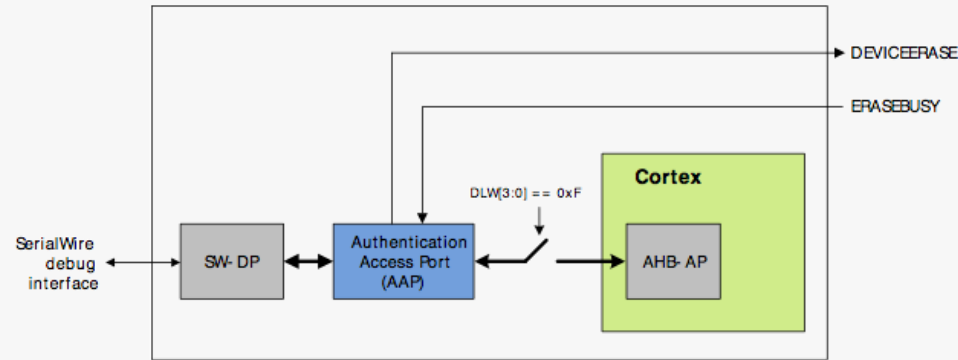 DEVICEERASE
ERASEBUSY
Cortex
DLW[3:0] == 0xF
SerialWire
debug
interface
SW-DP
Authentication
Access Port
(AAP)
AHB-AP